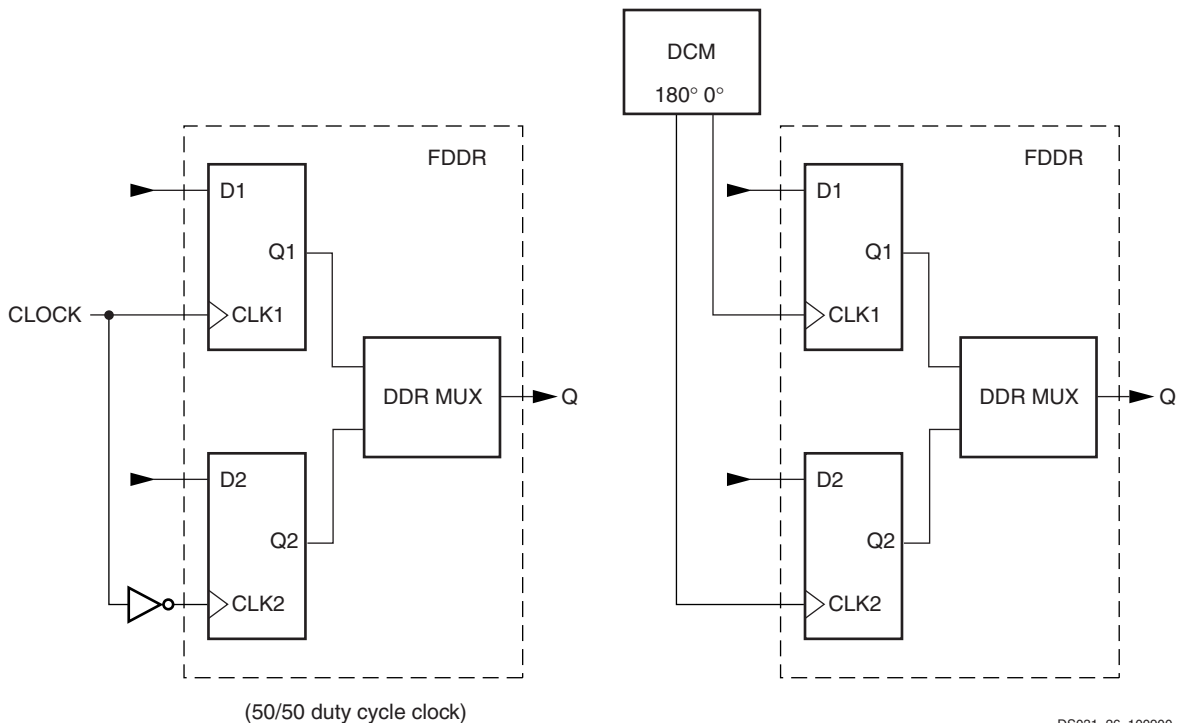 DCM
180° 0°
FDDR
D1
Q1
CLOCK
CLK1
DDR MUX
Q
D2
Q2
CLK2
(50/50 duty cycle clock)
FDDR
D1
Q1
CLK1
DDR MUX
Q
D2
Q2
CLK2
DS031_26_100900